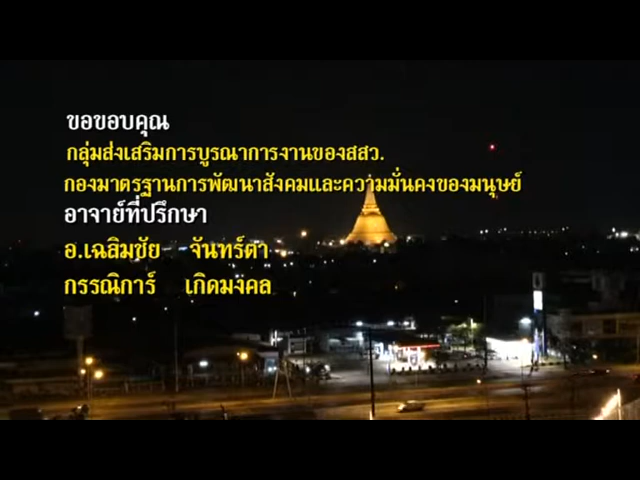 ขอขอบคุณ
กลุ่มส่งเสริมการบูรณาการงานของสสว.
กองมาตรฐานการพัฒนาสังคมและความมั่นคงของมนุษย์
อาจารย์ที่ปรึกษา
อ.เฉลิมชัย จันทร์ดา
กรรณิการ์ เกิดมงคล